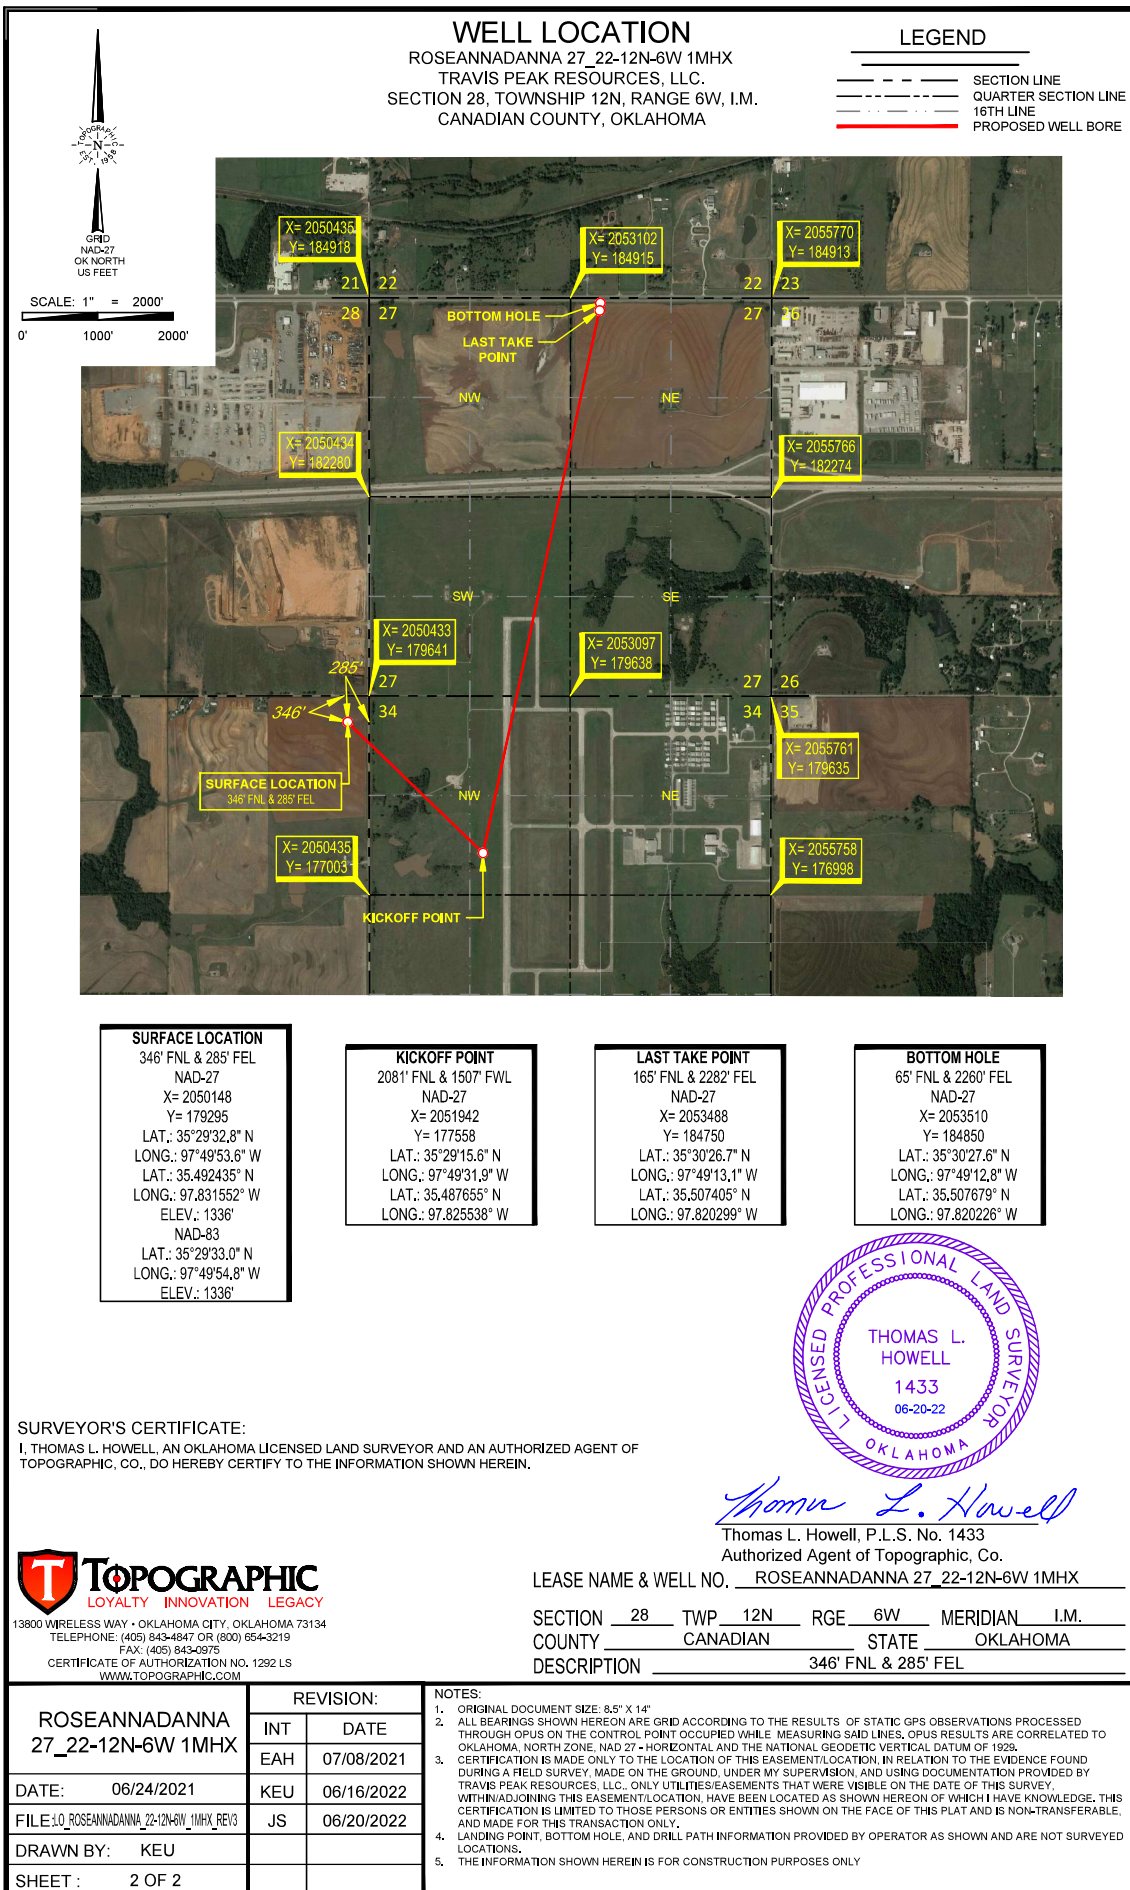 WELL LOCATION
ROSEANNADANNA 27_22-12N-6W 1MHX
TRAVIS PEAK RESOURCES, LLC.
SECTION 28, TOWNSHIP 12N, RANGE 6W, I.M.
CANADIAN COUNTY, OKLAHOMA
LEGEND
SECTION LINE
QUARTER SECTION LINE
16TH LINE
PROPOSED WELL BORE
TOPOGRAPHIC
N
EST. 1958
GRID
NAD-27
OK NORTH
US FEET
SCALE: 1" = 2000'
0' 1000' 2000'
X= 2050435
Y= 184918
X= 2053102
Y= 184915
X= 2055770
Y= 184913
21 22
28 27
22 23
27 26
BOTTOM HOLE
LAST TAKE
POINT
NW
NE
X= 2050434
Y= 182280
X= 2055766
Y= 182274
SW
SE
X= 2050433
Y= 179641
X= 2053097
Y= 179638
285'
346'
27
34
27 26
34 35
X= 2055761
Y= 179635
SURFACE LOCATION
346' FNL & 285' FEL
NW
NE
X= 2050435
Y= 177003
X= 2055758
Y= 176998
KICKOFF POINT
SURFACE LOCATION
346' FNL & 285' FEL
NAD-27
X= 2050148
Y= 179295
LAT.: 35°29'32.8" N
LONG.: 97°49'53.6" W
LAT.: 35.492435° N
LONG.: 97.831552° W
ELEV.: 1336'
NAD-83
LAT.: 35°29'33.0" N
LONG.: 97°49'54.8" W
ELEV.: 1336'
KICKOFF POINT
2081' FNL & 1507' FWL
NAD-27
X= 2051942
Y= 177558
LAT.: 35°29'15.6" N
LONG.: 97°49'31.9" W
LAT.: 35.487655° N
LONG.: 97.825538° W
LAST TAKE POINT
165' FNL & 2282' FEL
NAD-27
X= 2053488
Y= 184750
LAT.: 35°30'26.7" N
LONG.: 97°49'13.1" W
LAT.: 35.507405° N
LONG.: 97.820299° W
BOTTOM HOLE
65' FNL & 2260' FEL
NAD-27
X= 2053510
Y= 184850
LAT.: 35°30'27.6" N
LONG.: 97°49'12.8" W
LAT.: 35.507679° N
LONG.: 97.820226° W
LICENSED PROFESSIONAL LAND SURVEYOR
THOMAS L.
HOWELL
1433
06-20-22
OKLAHOMA
SURVEYOR'S CERTIFICATE:
I, THOMAS L. HOWELL, AN OKLAHOMA LICENSED LAND SURVEYOR AND AN AUTHORIZED AGENT OF
TOPOGRAPHIC, CO., DO HEREBY CERTIFY TO THE INFORMATION SHOWN HEREIN.
Thomas L. Howell
Thomas L. Howell, P.L.S. No. 1433
Authorized Agent of Topographic, Co.
T TOPOGRAPHIC
LOYALTY INNOVATION LEGACY
13800 WIRELESS WAY • OKLAHOMA CITY, OKLAHOMA 73134
TELEPHONE: (405) 843-4847 OR (800) 654-3219
FAX: (405) 843-0975
CERTIFICATE OF AUTHORIZATION NO. 1292 LS
WWW.TOPOGRAPHIC.COM
LEASE NAME & WELL NO. ROSEANNADANNA 27_22-12N-6W 1MHX
SECTION 28 TWP 12N RGE 6W MERIDIAN I.M.
COUNTY CANADIAN STATE OKLAHOMA
DESCRIPTION 346' FNL & 285' FEL
ROSEANNADANNA
27_22-12N-6W 1MHX
DATE: 06/24/2021
FILE:LO_ROSEANNADANNA_22-12N-6W_1MHX_REV3
DRAWN BY: KEU
SHEET : 2 OF 2
REVISION:
INT DATE
EAH 07/08/2021
KEU 06/16/2022
JS 06/20/2022
NOTES:
1. ORIGINAL DOCUMENT SIZE: 8.5" X 14"
2. ALL BEARINGS SHOWN HEREON ARE GRID ACCORDING TO THE RESULTS OF STATIC GPS OBSERVATIONS PROCESSED
THROUGH OPUS ON THE CONTROL POINT OCCUPIED WHILE MEASURING SAID LINES. OPUS RESULTS ARE CORRELATED TO
OKLAHOMA, NORTH ZONE, NAD 27 - HORIZONTAL AND THE NATIONAL GEODETIC VERTICAL DATUM OF 1929.
3. CERTIFICATION IS MADE ONLY TO THE LOCATION OF THIS EASEMENT/LOCATION, IN RELATION TO THE EVIDENCE FOUND
DURING A FIELD SURVEY, MADE ON THE GROUND, UNDER MY SUPERVISION, AND USING DOCUMENTATION PROVIDED BY
TRAVIS PEAK RESOURCES, LLC.. ONLY UTILITIES/EASEMENTS THAT WERE VISIBLE ON THE DATE OF THIS SURVEY,
WITHIN/ADJOINING THIS EASEMENT/LOCATION, HAVE BEEN LOCATED AS SHOWN HEREON OF WHICH I HAVE KNOWLEDGE. THIS
CERTIFICATION IS LIMITED TO THOSE PERSONS OR ENTITIES SHOWN ON THE FACE OF THIS PLAT AND IS NON-TRANSFERABLE,
AND MADE FOR THIS TRANSACTION ONLY.
4. LANDING POINT, BOTTOM HOLE, AND DRILL PATH INFORMATION PROVIDED BY OPERATOR AS SHOWN AND ARE NOT SURVEYED
LOCATIONS.
5. THE INFORMATION SHOWN HEREIN IS FOR CONSTRUCTION PURPOSES ONLY